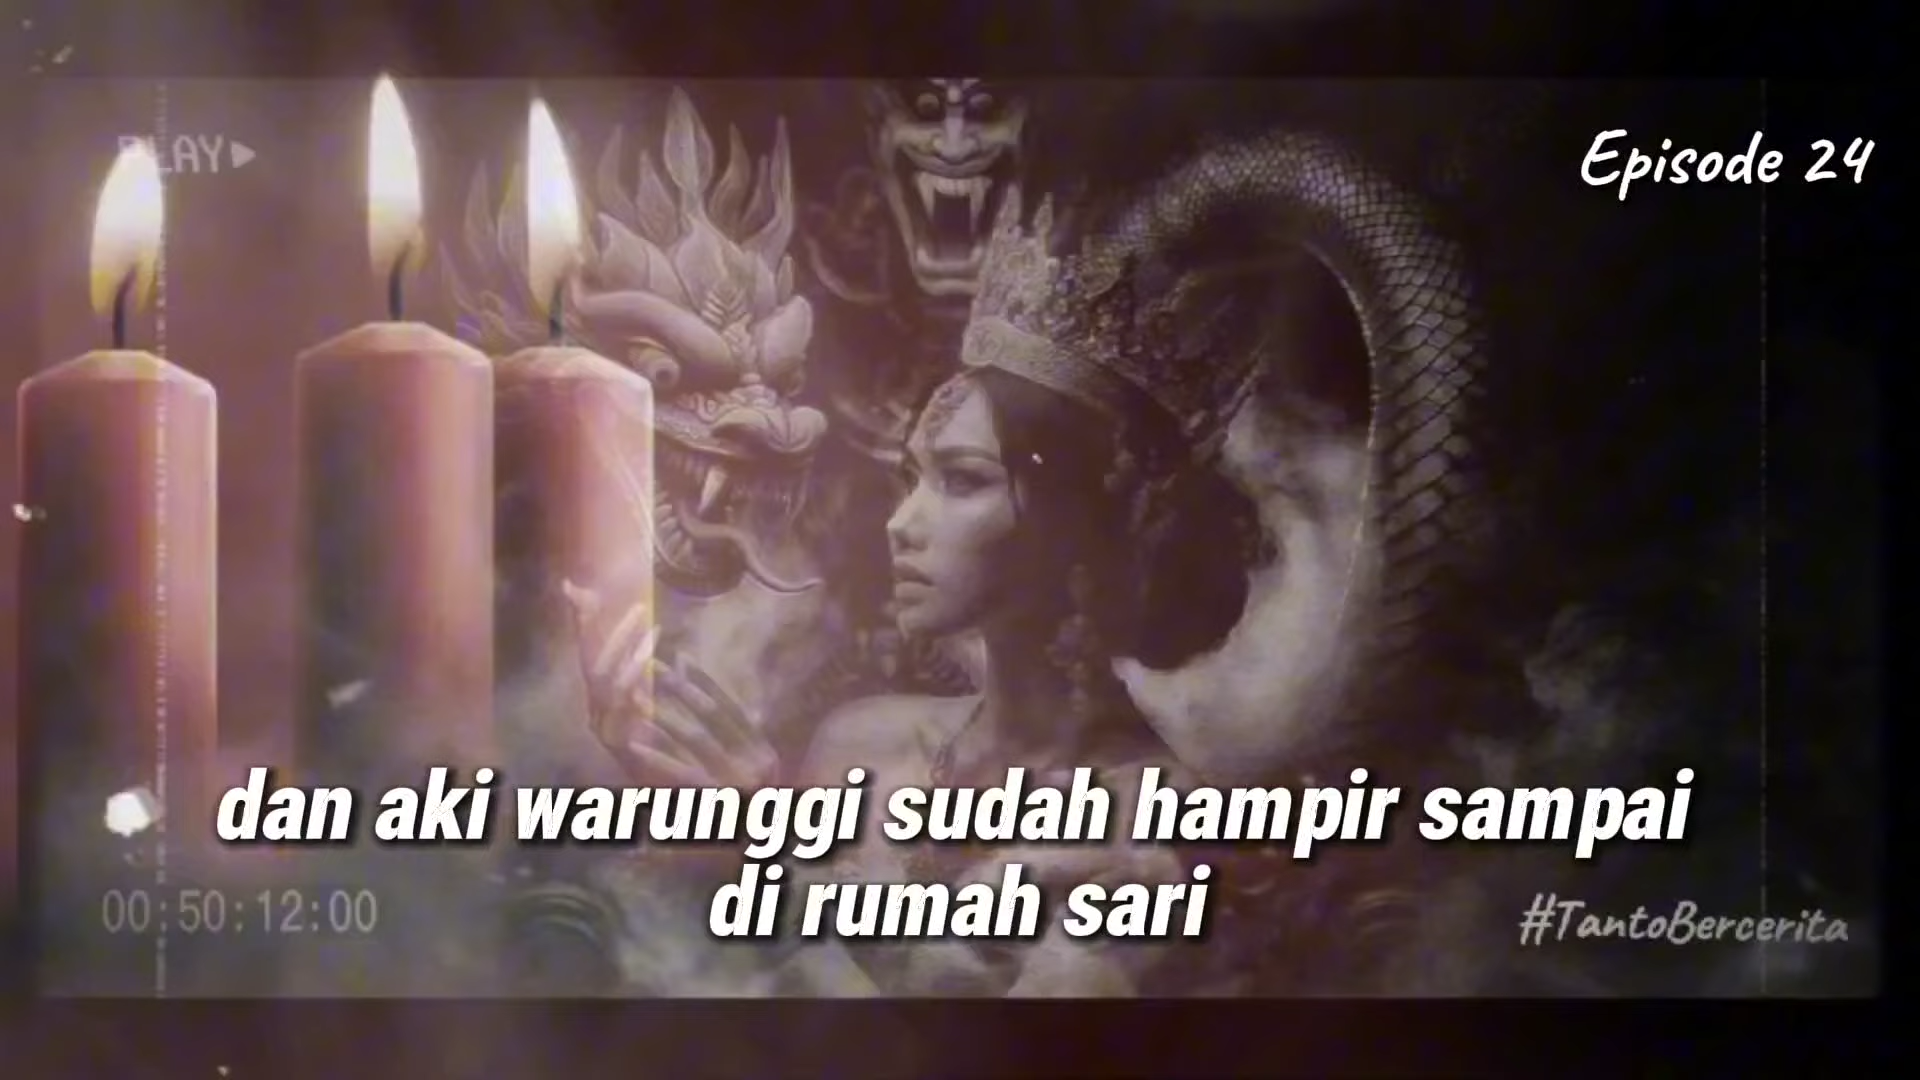 PLAY
Episode 24
dan aki warunggi sudah hampir sampai
di rumah sari
00:50:12:00
#TantoBercerita